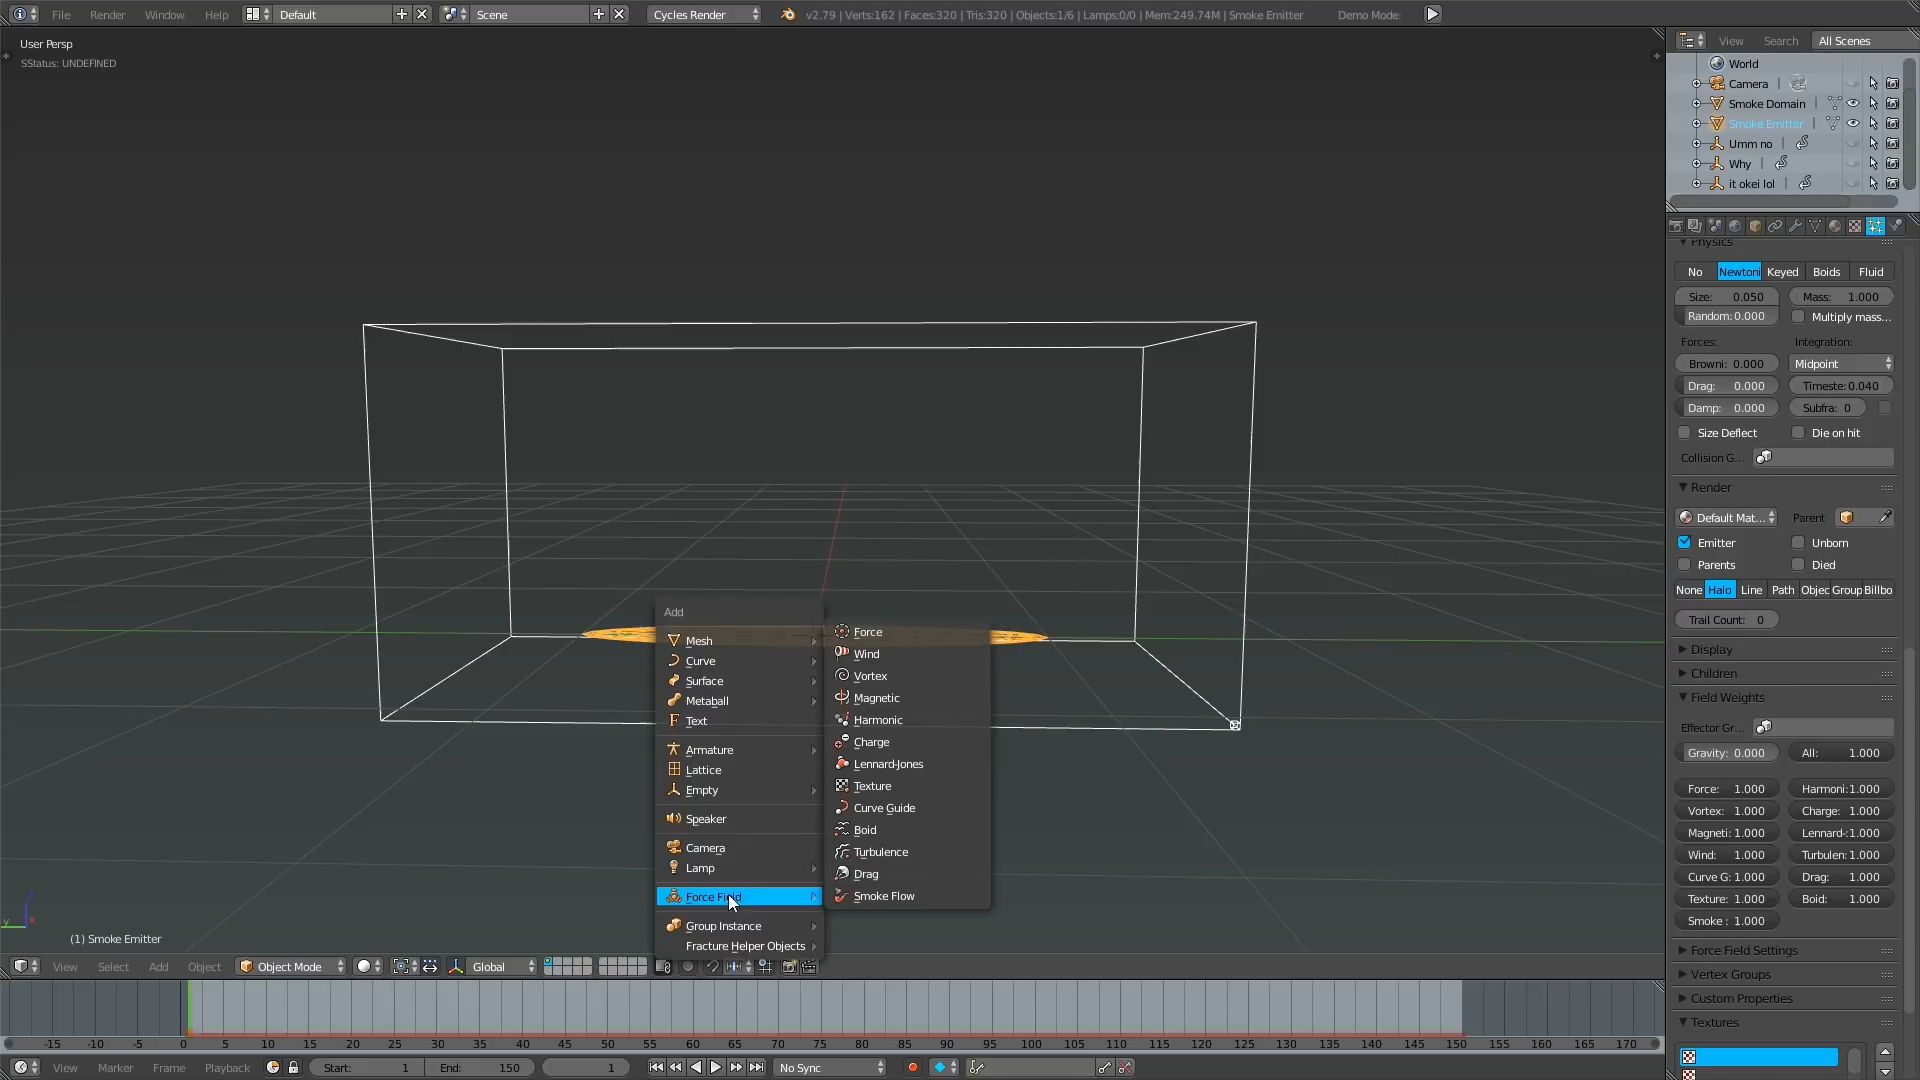 File Render Window Help Default Scene Cycles Render v2.79 | Verts:162 | Faces:320 | Tris:320 | Objects:1/6 | Lamps:0/0 | Mem:249.74M | Smoke Emitter Demo Mode:
User Persp
SStatus: UNDEFINED
View Search All Scenes
World
Camera
Smoke Domain
Smoke Emitter
Umm no
Why
it okei lol
Physics
No Newtoni Keyed Boids Fluid
Size: 0.050 Mass: 1.000
Random: 0.000 Multiply mass...
Forces: Integration:
Browni: 0.000 Midpoint
Drag: 0.000 Timeste: 0.040
Damp: 0.000 Subfra: 0
Size Deflect Die on hit
Collision G...
Render
Default Mat... Parent
Emitter Unborn
Parents Died
None Halo Line Path Objec Group Billbo
Trail Count: 0
Display
Children
Field Weights
Effector Gr...
Gravity: 0.000 All: 1.000
Force: 1.000 Harmoni: 1.000
Vortex: 1.000 Charge: 1.000
Magneti: 1.000 Lennard-: 1.000
Wind: 1.000 Turbulen: 1.000
Curve G: 1.000 Drag: 1.000
Texture: 1.000 Boid: 1.000
Smoke : 1.000
Force Field Settings
Vertex Groups
Custom Properties
Textures
Add
Mesh
Curve
Surface
Metaball
Text
Armature
Lattice
Empty
Speaker
Camera
Lamp
Force Field
Group Instance
Fracture Helper Objects
Force
Wind
Vortex
Magnetic
Harmonic
Charge
Lennard-Jones
Texture
Curve Guide
Boid
Turbulence
Drag
Smoke Flow
(1) Smoke Emitter
View Select Add Object Object Mode Global
-15 -10 -5 0 5 10 15 20 25 30 35 40 45 50 55 60 65 70 75 80 85 90 95 100 105 110 115 120 125 130 135 140 145 150 155 160 165 170
View Marker Frame Playback Start: 1 End: 150 1 No Sync